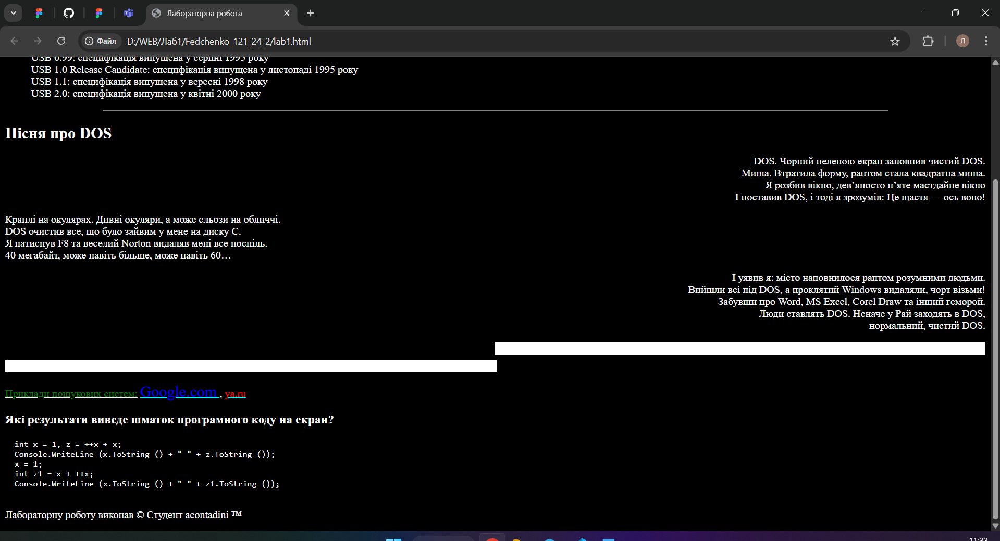 Лабораторна робота
Файл D:/WEB/Лаб1/Fedchenko_121_24_2/lab1.html
Л
USB 0.99: специфікація випущена у серпні 1995 року
USB 1.0 Release Candidate: специфікація випущена у листопаді 1995 року
USB 1.1: специфікація випущена у вересні 1998 року
USB 2.0: специфікація випущена у квітні 2000 року
Пісня про DOS
DOS. Чорний пеленою екран заповнив чистий DOS.
Миша. Втратила форму, раптом стала квадратна миша.
Я розбив вікно, дев’яносто п’яте мастдайне вікно
І поставив DOS, і тоді я зрозумів: Це щастя — ось воно!
Краплі на окулярах. Дивні окуляри, а може сльози на обличчі.
DOS очистив все, що було зайвим у мене на диску C.
Я натиснув F8 та веселий Norton видаляв мені все поспіль.
40 мегабайт, може навіть більше, може навіть 60…
І уявив я: місто наповнилося раптом розумними людьми.
Вийшли всі під DOS, а проклятий Windows видаляли, чорт візьми!
Забувши про Word, MS Excel, Corel Draw та інший геморой.
Люди ставлять DOS. Неначе у Рай заходять в DOS,
нормальний, чистий DOS.
Приклади пошукових систем: Google.com , ya.ru
Які результати виведе шматок програмного коду на екран?
int x = 1, z = ++x + x;
Console.WriteLine (x.ToString () + " " + z.ToString ());
x = 1;
int z1 = x + ++x;
Console.WriteLine (x.ToString () + " " + z1.ToString ());
Лабораторну роботу виконав © Студент acontadini ™
11:33